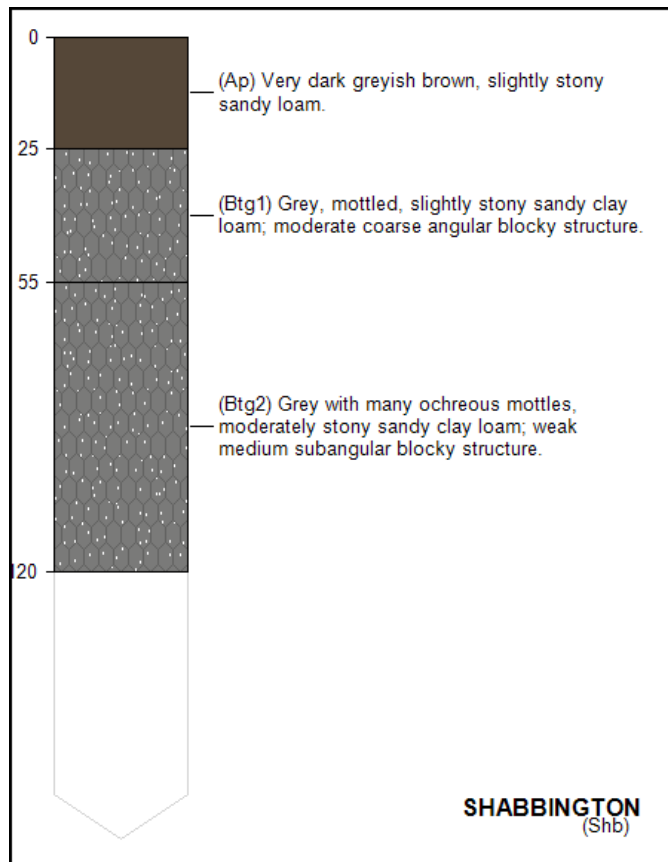 0
(Ap) Very dark greyish brown, slightly stony
sandy loam.
25
(Btg1) Grey, mottled, slightly stony sandy clay
loam; moderate coarse angular blocky structure.
55
(Btg2) Grey with many ochreous mottles,
moderately stony sandy clay loam; weak
medium subangular blocky structure.
120
SHABBINGTON
(Shb)